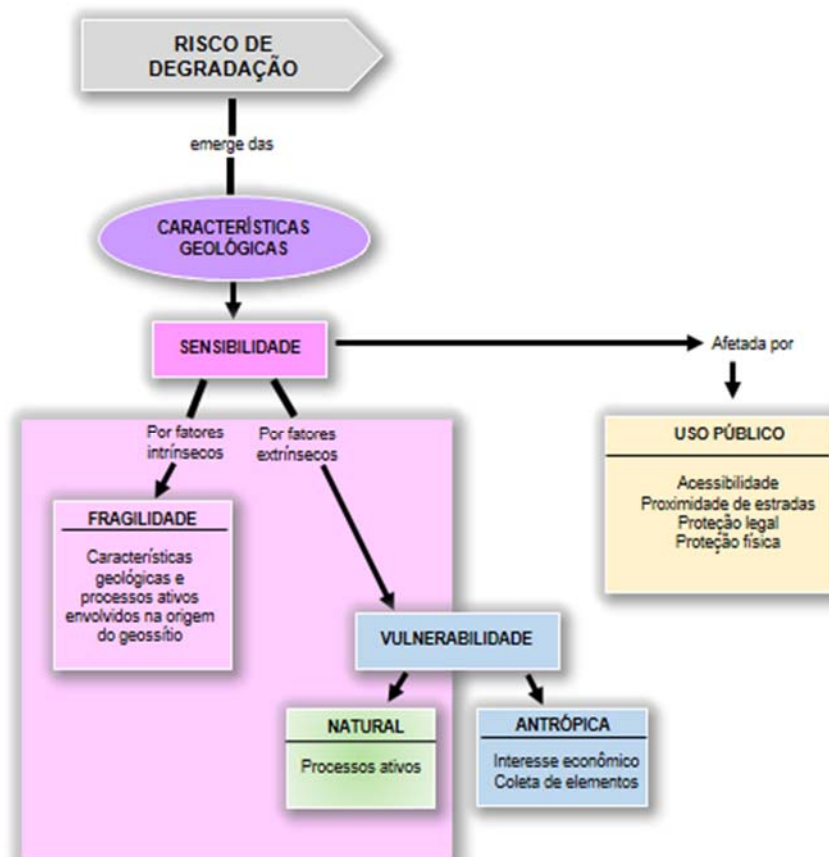 RISCO DE
DEGRADAÇÃO
emerge das
CARACTERÍSTICAS
GEOLÓGICAS
SENSIBILIDADE
Afetada por
Por fatores
intrínsecos
Por fatores
extrínsecos
USO PÚBLICO
Acessibilidade
Proximidade de estradas
Proteção legal
Proteção física
FRAGILIDADE
Características
geológicas e
processos ativos
envolvidos na origem
do geossítio
VULNERABILIDADE
NATURAL
Processos ativos
ANTRÓPICA
Interesse econômico
Coleta de elementos